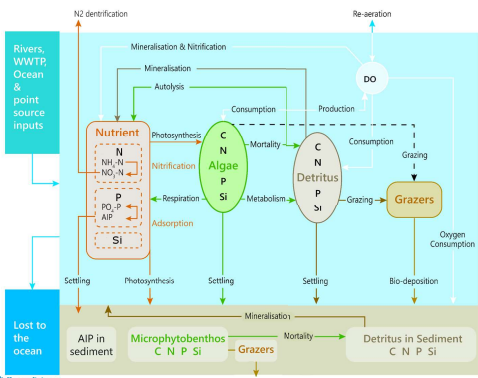 N2 dentrification
Re-aeration
Rivers,
WWTP,
Ocean
&
point
source
inputs
Mineralisation & Nitrification
Mineralisation
DO
Autolysis
Consumption
Production
Nutrient
Photosynthesis
N
NH4-N
NO3-N
Nitrification
P
PO4-P
AIP
Adsorption
Si
C
N
Algae
P
Si
Mortality
Respiration
Metabolism
C
N
Detritus
P
Si
Consumption
Grazing
Grazing
Grazers
Oxygen
Consumption
Settling
Photosynthesis
Settling
Settling
Bio-deposition
Lost to
the
ocean
Mineralisation
AIP in
sediment
Microphytobenthos
C N P Si
Nortality
Grazers
Detritus in Sediment
C N P Si